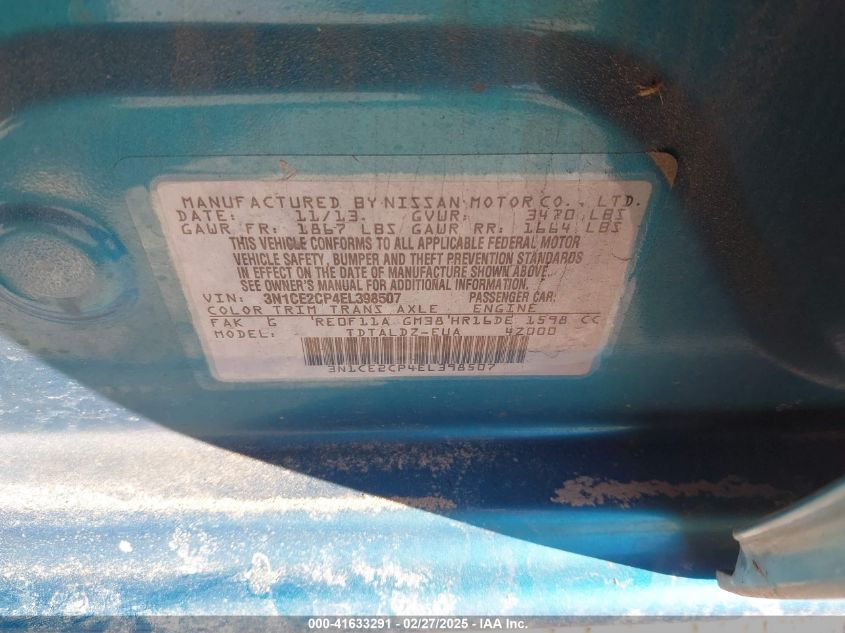 MANUFACTURED BY NISSAN MOTOR CO., LTD.
DATE: 11/13. GVWR: 3470 LBS
GAWR FR: 1867 LBS GAWR RR: 1664 LBS
THIS VEHICLE CONFORMS TO ALL APPLICABLE FEDERAL MOTOR
VEHICLE SAFETY, BUMPER AND THEFT PREVENTION STANDARDS
IN EFFECT ON THE DATE OF MANUFACTURE SHOWN ABOVE.
SEE OWNER'S MANUAL FOR ADDITIONAL INFORMATION.
VIN: 3N1CE2CP4EL398507 PASSENGER CAR:
COLOR TRIM TRANS AXLE ENGINE
FAK G 'RE0F11A GM38'HR16DE 1598 CC
MODEL: TDTALDZ-EUA 4Z000
3N1CE2CP4EL398507
000-41633291 / 02/27/2025 - IAA Inc.